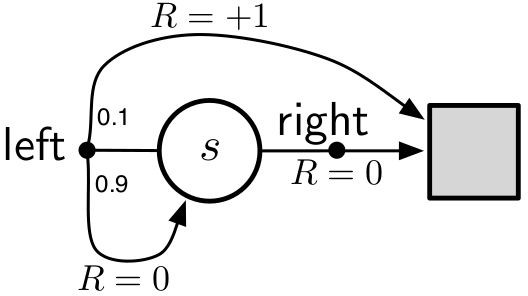 R = +1
0.1
left
s
right
0.9
R = 0
R = 0